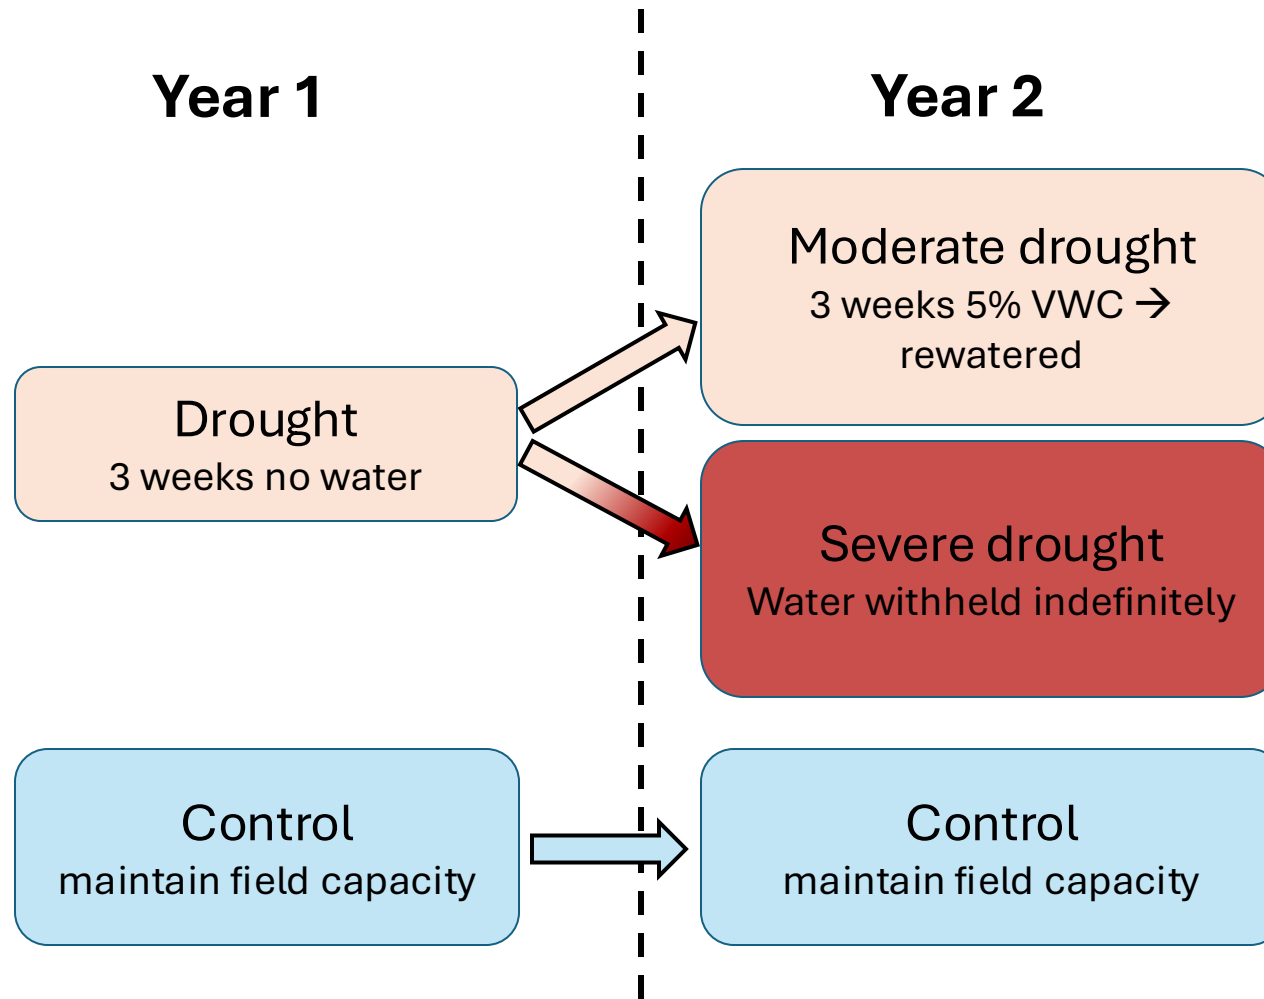 Year 1
Year 2
Moderate drought
3 weeks 5% VWC →
rewatered
Drought
3 weeks no water
Severe drought
Water withheld indefinitely
Control
maintain field capacity
Control
maintain field capacity